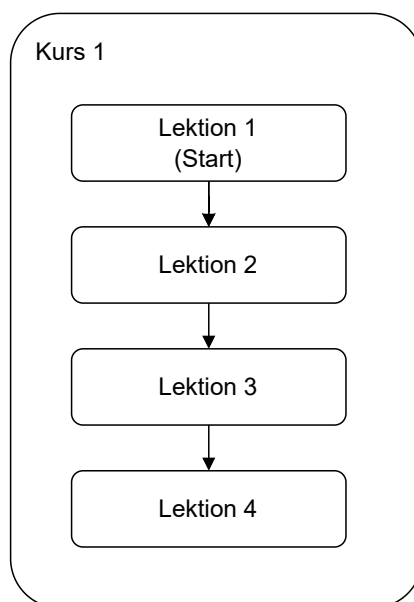 Kurs 1
Lektion 1
(Start)
Lektion 2
Lektion 3
Lektion 4